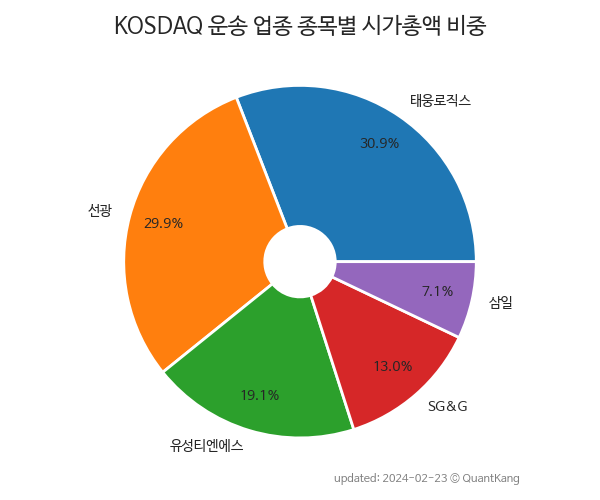 KOSDAQ 운송 업종 종목별 시가총액 비중
태웅로직스
30.9%
선광
29.9%
7.1%
삼일
13.0%
19.1%
SG&G
유성티엔에스
updated: 2024-02-23 © QuantKang